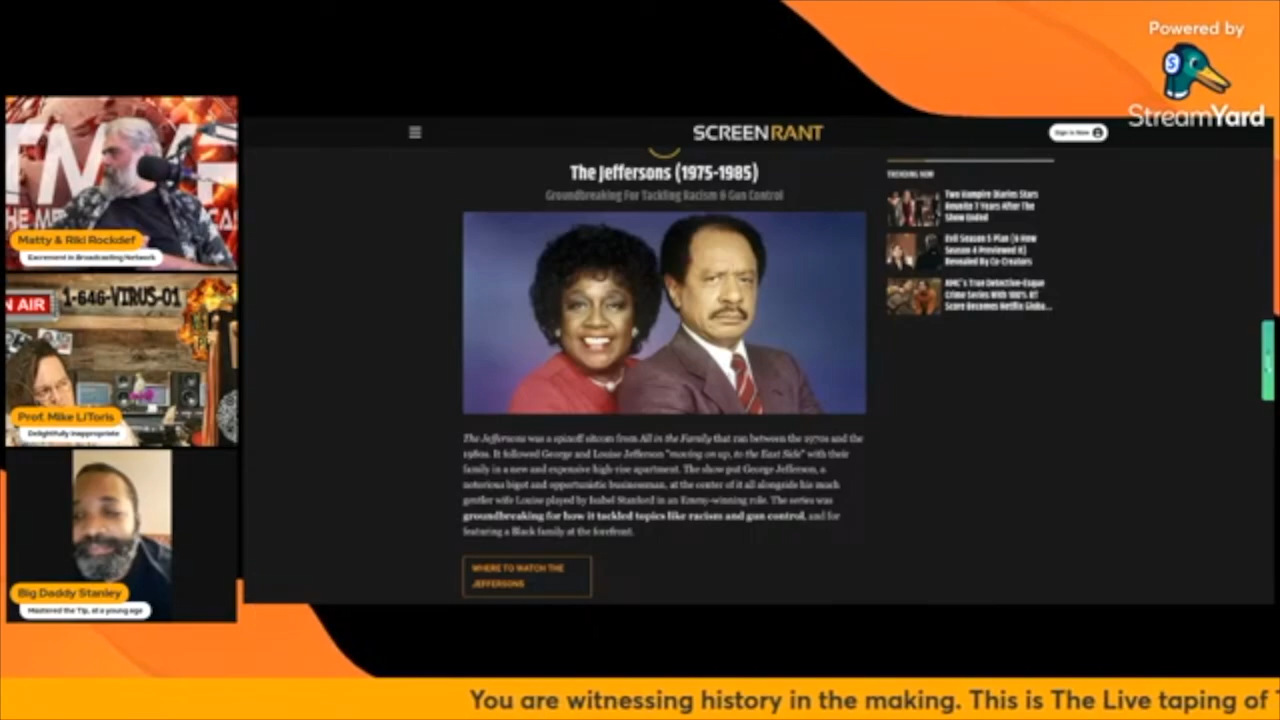 Powered by
StreamYard
SCREENRANT
Sign In Now
The Jeffersons (1975-1985)
Groundbreaking For Tackling Racism & Gun Control
TRENDING NOW
Two Vampire Diaries Stars
Reunite 7 Years After The
Show Ended
Evil Season 5 Plan (& How
Season 4 Previewed It)
Revealed By Co-Creators
AMC's True Detective-Esque
Crime Series With 100% RT
Score Becomes Netflix Globa...
The Jeffersons was a spinoff sitcom from All in the Family that ran between the 1970s and the
1980s. It followed George and Louise Jefferson "moving on up, to the East Side" with their
family in a new and expensive high-rise apartment. The show put George Jefferson, a
notorious bigot and opportunistic businessman, at the center of it all alongside his much
gentler wife Louise played by Isabel Stanford in an Emmy-winning role. The series was
groundbreaking for how it tackled topics like racism and gun control, and for
featuring a Black family at the forefront.
WHERE TO WATCH THE
JEFFERSONS
Matty & Riki Rockdef
Excrement in Broadcasting Network
N AIR
1-646-VIRUS-01
Prof. Mike LiToris
Delightfully Inappropriate
Big Daddy Stanley
Mastered the Tip, at a young age
You are witnessing history in the making. This is The Live taping of